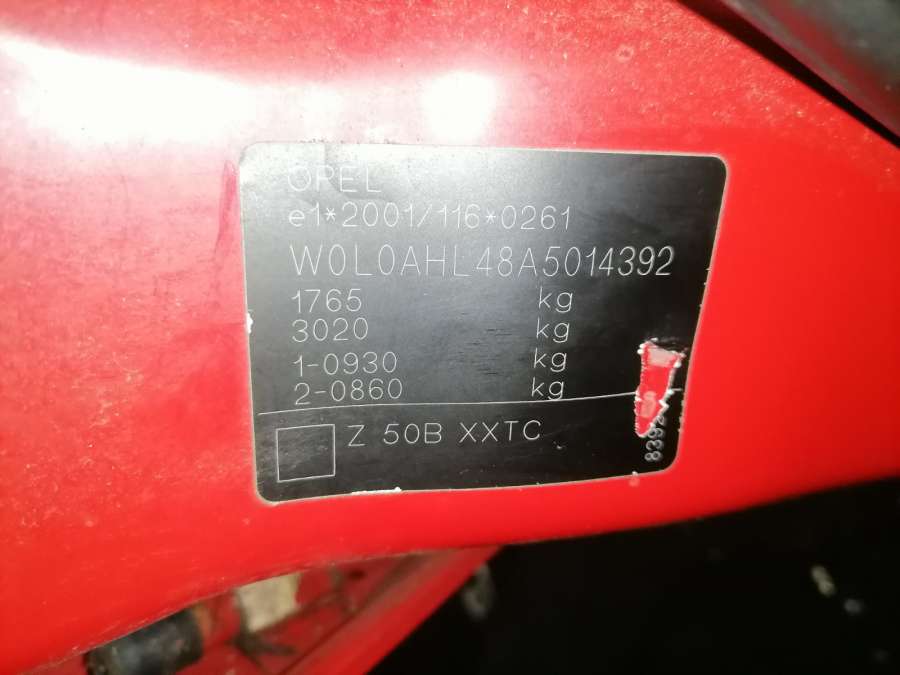 OPEL
e1*2001/116*0261
W0L0AHL48A5014392
1765 kg
3020 kg
1-0930 kg
2-0860 kg
Z 50B XXTC